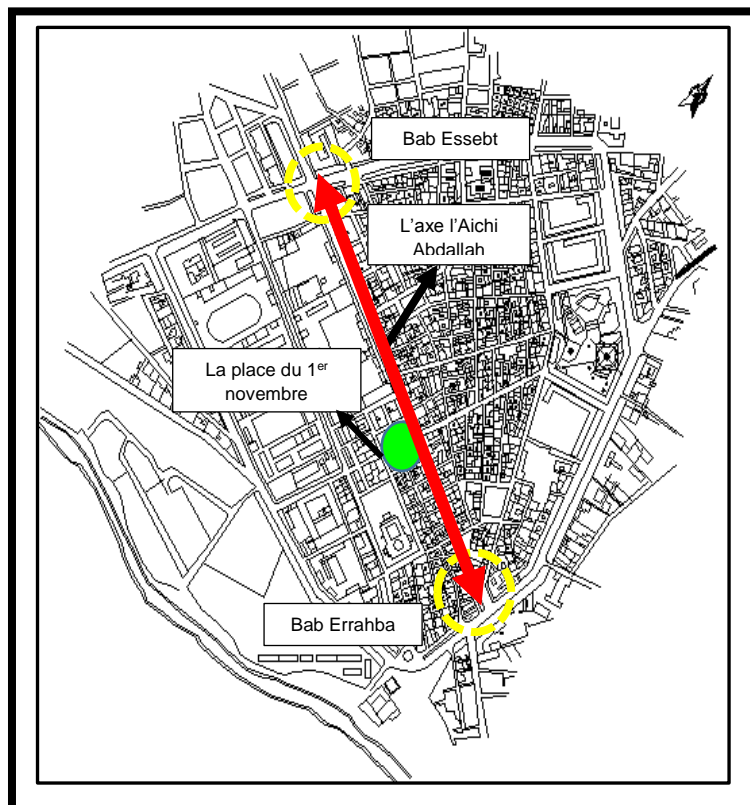 Bab Essebt
L'axe l'Aichi
Abdallah
La place du 1er
novembre
Bab Errahba